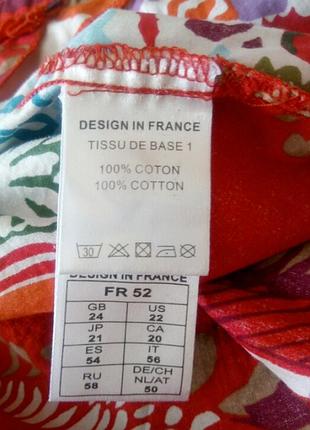 DESIGN IN FRANCE
TISSU DE BASE 1
100% COTON
100% COTTON
30
DESIGN IN FRANCE
FR 52
GB US
24 22
JP CA
21 20
ES IT
54 56
RU DE/CH
58 NL/AT
50